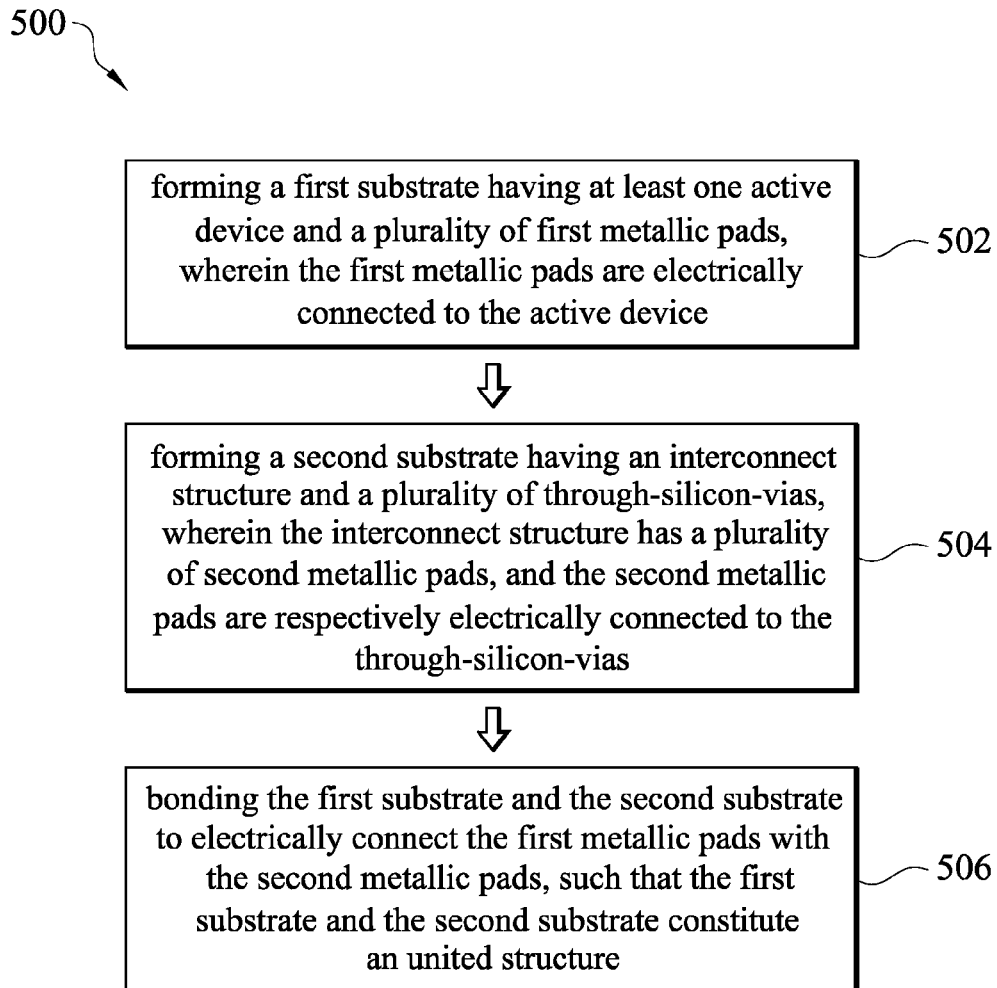 500
forming a first substrate having at least one active
device and a plurality of first metallic pads,
wherein the first metallic pads are electrically
connected to the active device
502
forming a second substrate having an interconnect
structure and a plurality of through-silicon-vias,
wherein the interconnect structure has a plurality
of second metallic pads, and the second metallic
pads are respectively electrically connected to the
through-silicon-vias
504
bonding the first substrate and the second substrate
to electrically connect the first metallic pads with
the second metallic pads, such that the first
substrate and the second substrate constitute
an united structure
506